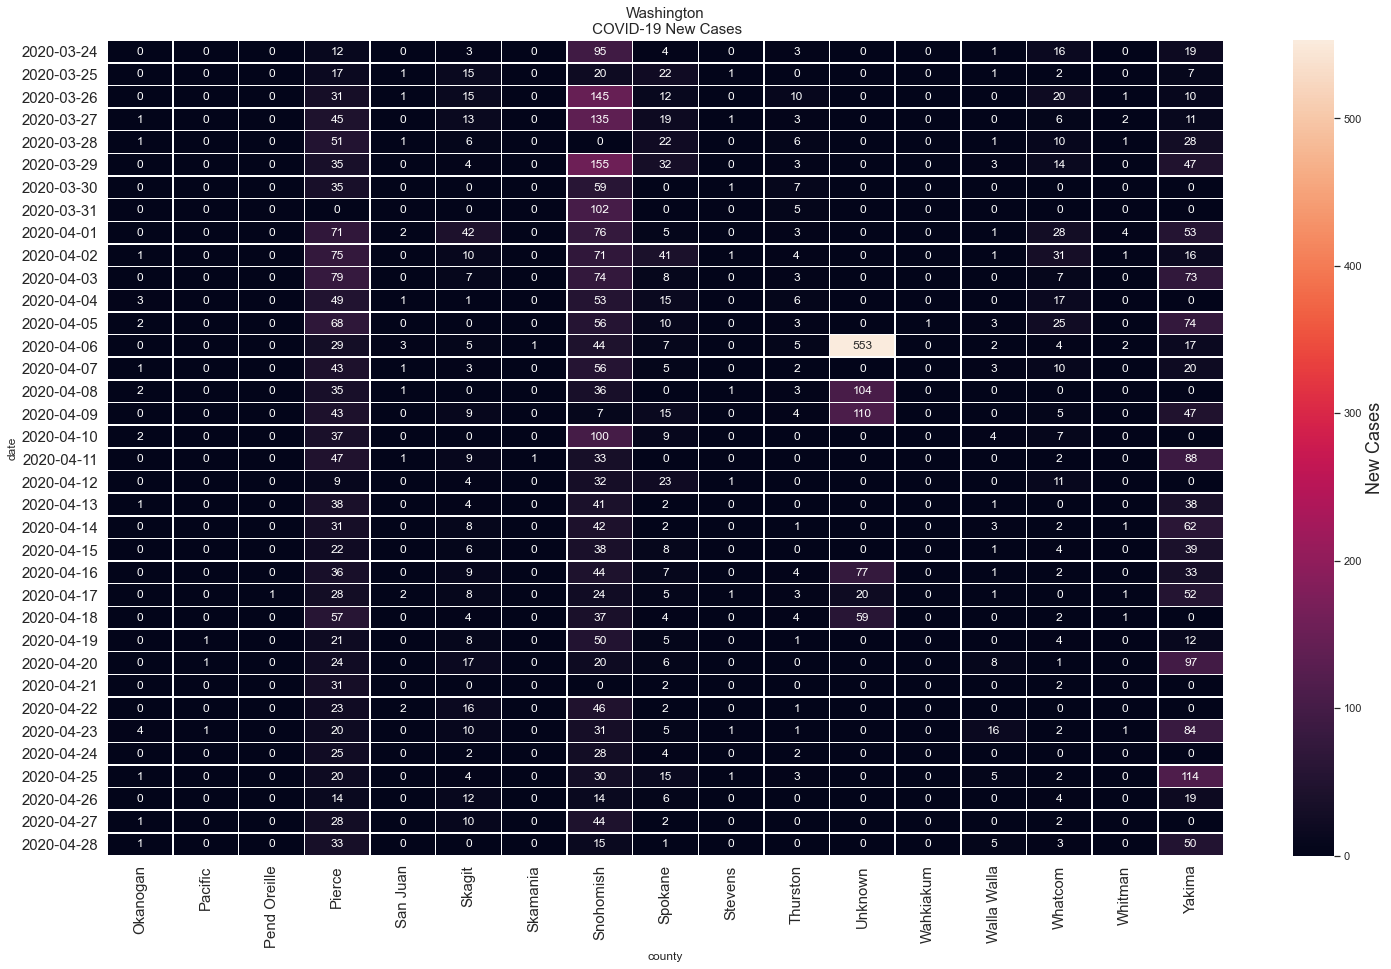 Washington
COVID-19 New Cases
2020-03-24 0 0 0 12 0 3 0 95 4 0 3 0 0 1 16 0 19
2020-03-25 0 0 0 17 1 15 0 20 22 1 0 0 0 1 2 0 7
2020-03-26 0 0 0 31 1 15 0 145 12 0 10 0 0 0 20 1 10
2020-03-27 1 0 0 45 0 13 0 135 19 1 3 0 0 0 6 2 11
2020-03-28 1 0 0 51 1 6 0 0 22 0 6 0 0 1 10 1 28
2020-03-29 0 0 0 35 0 4 0 155 32 0 3 0 0 3 14 0 47
2020-03-30 0 0 0 35 0 0 0 59 0 1 7 0 0 0 0 0 0
2020-03-31 0 0 0 0 0 0 0 102 0 0 5 0 0 0 0 0 0
2020-04-01 0 0 0 71 2 42 0 76 5 0 3 0 0 1 28 4 53
2020-04-02 1 0 0 75 0 10 0 71 41 1 4 0 0 1 31 1 16
2020-04-03 0 0 0 79 0 7 0 74 8 0 3 0 0 0 7 0 73
2020-04-04 3 0 0 49 1 1 0 53 15 0 6 0 0 0 17 0 0
2020-04-05 2 0 0 68 0 0 0 56 10 0 3 0 1 3 25 0 74
2020-04-06 0 0 0 29 3 5 1 44 7 0 5 553 0 2 4 2 17
2020-04-07 1 0 0 43 1 3 0 56 5 0 2 0 0 3 10 0 20
2020-04-08 2 0 0 35 1 0 0 36 0 1 3 104 0 0 0 0 0
2020-04-09 0 0 0 43 0 9 0 7 15 0 4 110 0 0 5 0 47
2020-04-10 2 0 0 37 0 0 0 100 9 0 0 0 0 4 7 0 0
2020-04-11 0 0 0 47 1 9 1 33 0 0 0 0 0 0 2 0 88
2020-04-12 0 0 0 9 0 4 0 32 23 1 0 0 0 0 11 0 0
2020-04-13 1 0 0 38 0 4 0 41 2 0 0 0 0 1 0 0 38
2020-04-14 0 0 0 31 0 8 0 42 2 0 1 0 0 3 2 1 62
2020-04-15 0 0 0 22 0 6 0 38 8 0 0 0 0 1 4 0 39
2020-04-16 0 0 0 36 0 9 0 44 7 0 4 77 0 1 2 0 33
2020-04-17 0 0 1 28 2 8 0 24 5 1 3 20 0 1 0 1 52
2020-04-18 0 0 0 57 0 4 0 37 4 0 4 59 0 0 2 1 0
2020-04-19 0 1 0 21 0 8 0 50 5 0 1 0 0 0 4 0 12
2020-04-20 0 1 0 24 0 17 0 20 6 0 0 0 0 8 1 0 97
2020-04-21 0 0 0 31 0 0 0 0 2 0 0 0 0 0 2 0 0
2020-04-22 0 0 0 23 2 16 0 46 2 0 1 0 0 0 0 0 0
2020-04-23 4 1 0 20 0 10 0 31 5 1 1 0 0 16 2 1 84
2020-04-24 0 0 0 25 0 2 0 28 4 0 2 0 0 0 0 0 0
2020-04-25 1 0 0 20 0 4 0 30 15 1 3 0 0 5 2 0 114
2020-04-26 0 0 0 14 0 12 0 14 6 0 0 0 0 0 4 0 19
2020-04-27 1 0 0 28 0 10 0 44 2 0 0 0 0 0 2 0 0
2020-04-28 1 0 0 33 0 0 0 15 1 0 0 0 0 5 3 0 50
Okanogan Pacific Pend Oreille Pierce San Juan Skagit Skamania Snohomish Spokane Stevens Thurston Unknown Wahkiakum Walla Walla Whatcom Whitman Yakima
county
date
500
400
300
200
100
0
New Cases